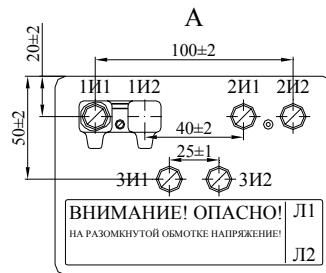 А
100±2
20±2
1И1 1И2 2И1 2И2
50±2
40±2
25±1
3И1 3И2
ВНИМАНИЕ! ОПАСНО! Л1
НА РАЗОМКНУТОЙ ОБМОТКЕ НАПРЯЖЕНИЕ!
Л2